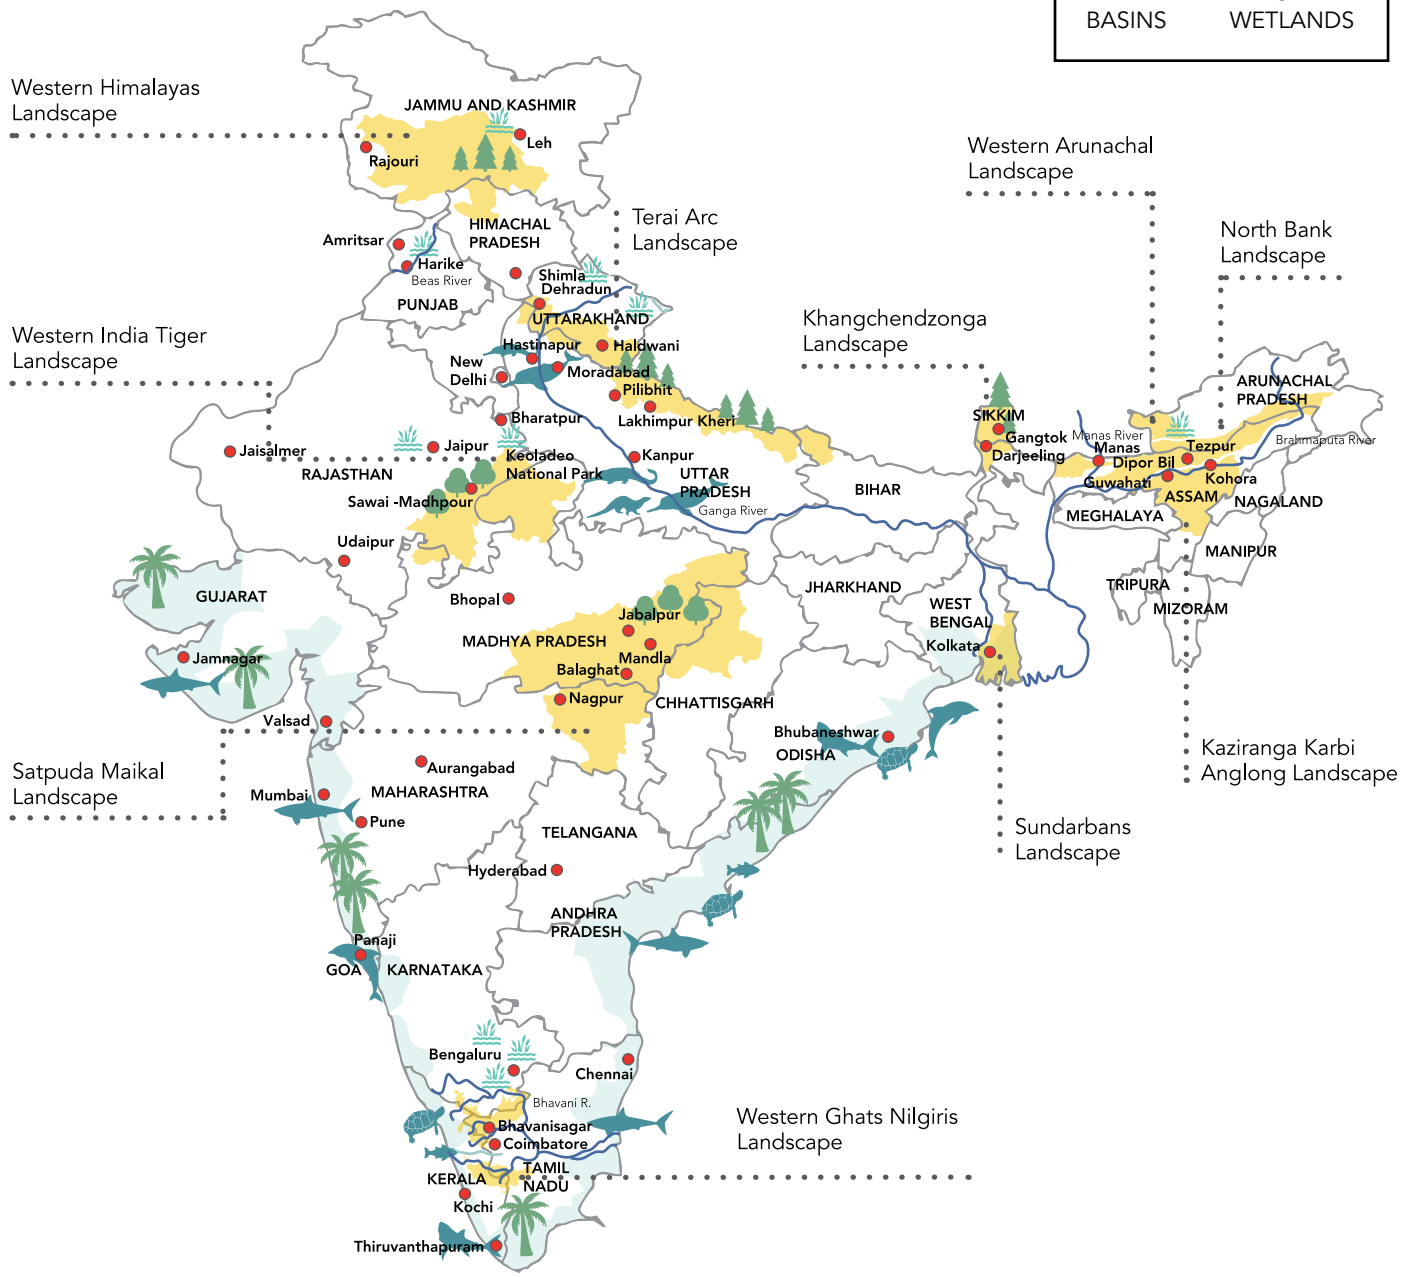 BASINS
WETLANDS
Western Himalayas
Landscape
JAMMU AND KASHMIR
Leh
Rajouri
Western Arunachal
Landscape
HIMACHAL
PRADESH
Terai Arc
Landscape
North Bank
Landscape
Amritsar
Harike
Beas River
PUNJAB
Shimla
Dehradun
UTTARAKHAND
Western India Tiger
Landscape
Khangchendzonga
Landscape
Hastinapur
Haldwani
New
Delhi
Moradabad
Pilibhit
Lakhimpur Kheri
ARUNACHAL
PRADESH
SIKKIM
Gangtok
Darjeeling
Manas River
Manas
Dipor Bil
Tezpur
Brahmaputa River
Guwahati
Kohora
ASSAM
NAGALAND
MEGHALAYA
MANIPUR
TRIPURA
MIZORAM
Bharatpur
Jaisalmer
Jaipur
Keoladeo
National Park
RAJASTHAN
Sawai -Madhpour
Kanpur
UTTAR
PRADESH
Ganga River
BIHAR
Udaipur
GUJARAT
Bhopal
Jabalpur
JHARKHAND
WEST
BENGAL
Kolkata
MADHYA PRADESH
Mandla
Balaghat
Jamnagar
Nagpur
CHHATTISGARH
Valsad
Bhubaneshwar
ODISHA
Kaziranga Karbi
Anglong Landscape
Satpuda Maikal
Landscape
Aurangabad
MAHARASHTRA
Mumbai
Pune
TELANGANA
Sundarbans
Landscape
Hyderabad
ANDHRA
PRADESH
Panaji
GOA
KARNATAKA
Bengaluru
Chennai
Bhavani R.
Bhavanisagar
Coimbatore
Western Ghats Nilgiris
Landscape
KERALA
TAMIL
NADU
Kochi
Thiruvanthapuram